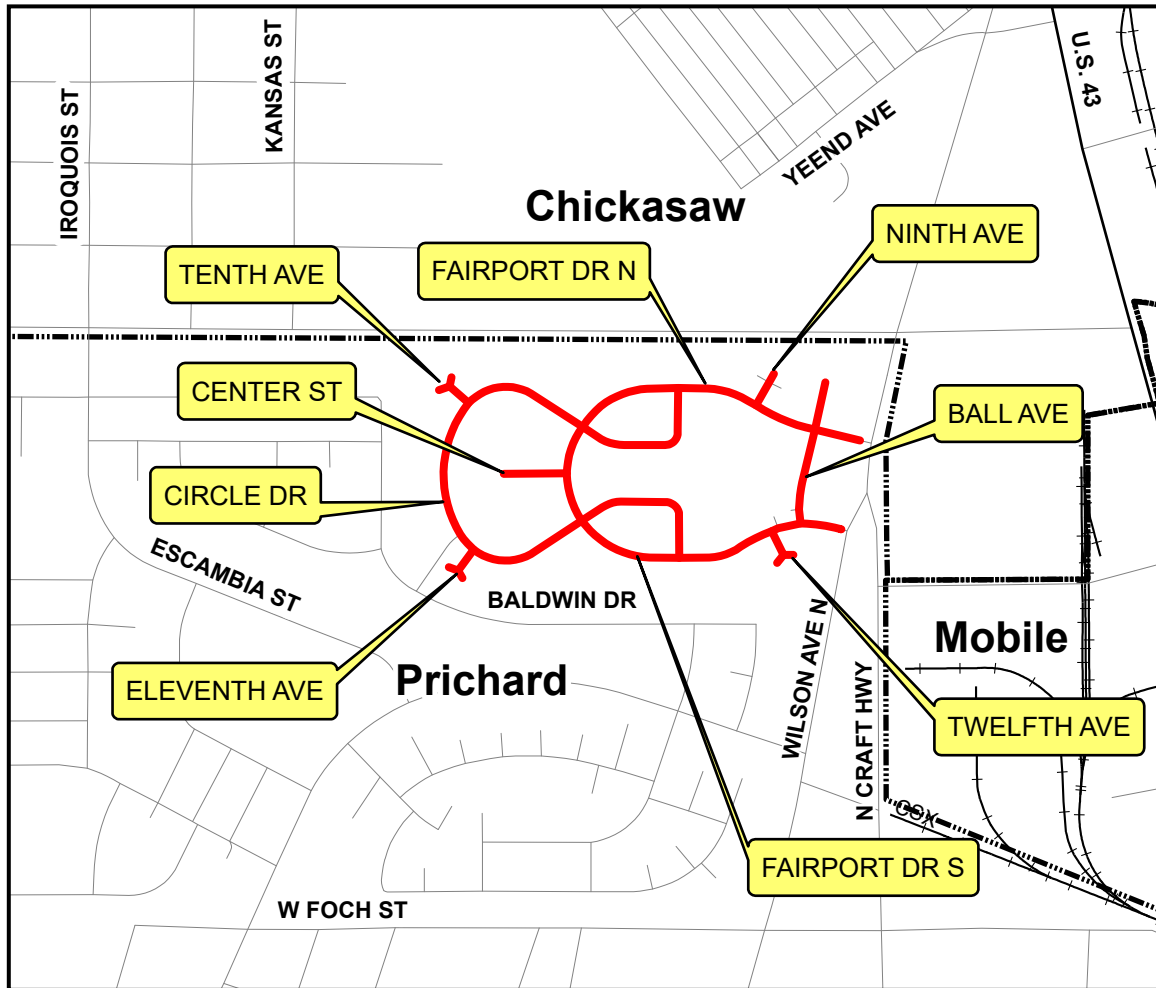 U.S. 43
KANSAS ST
IROQUOIS ST
YEEND AVE
Chickasaw
NINTH AVE
TENTH AVE
FAIRPORT DR N
CENTER ST
BALL AVE
CIRCLE DR
ESCAMBIA ST
BALDWIN DR
WILSON AVE N
Mobile
Prichard
ELEVENTH AVE
N CRAFT HWY
TWELFTH AVE
CSX
FAIRPORT DR S
W FOCH ST